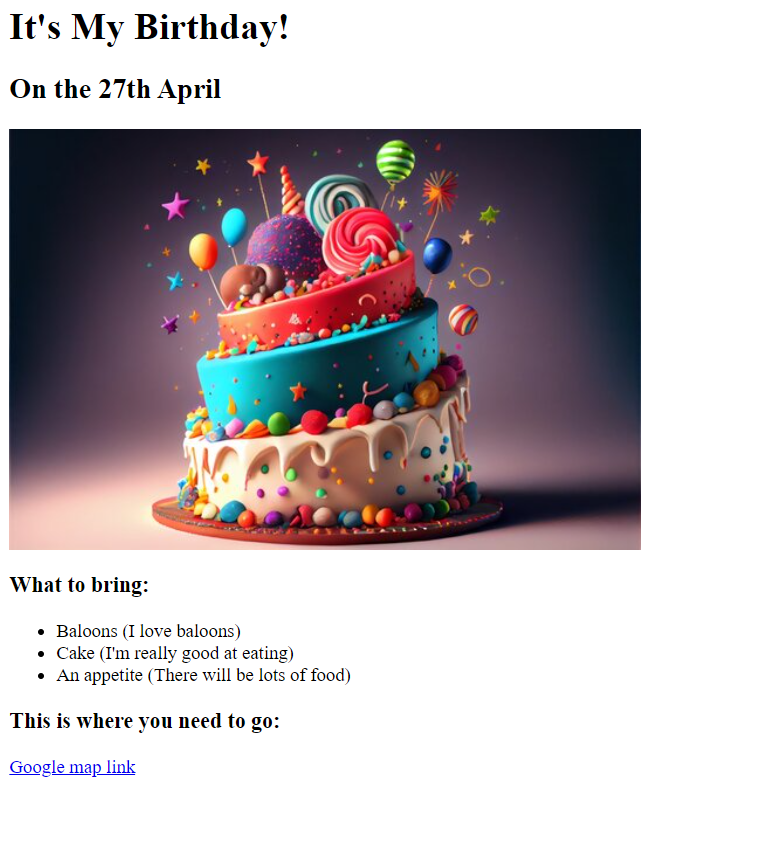 It's My Birthday!
On the 27th April
What to bring:
Baloons (I love baloons)
Cake (I'm really good at eating)
An appetite (There will be lots of food)
This is where you need to go:
Google map link